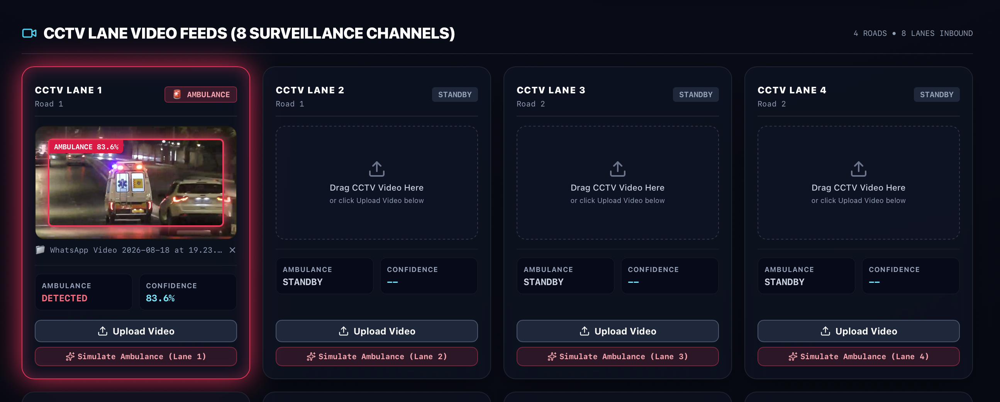 CCTV LANE VIDEO FEEDS (8 SURVEILLANCE CHANNELS)
4 ROADS • 8 LANES INBOUND
CCTV LANE 1
Road 1
🚨 AMBULANCE
AMBULANCE 83.6%
📁 WhatsApp Video 2026-08-18 at 19.23.… ×
AMBULANCE
DETECTED
CONFIDENCE
83.6%
Upload Video
Simulate Ambulance (Lane 1)
CCTV LANE 2
Road 1
STANDBY
Drag CCTV Video Here
or click Upload Video below
AMBULANCE
STANDBY
CONFIDENCE
--
Upload Video
Simulate Ambulance (Lane 2)
CCTV LANE 3
Road 2
STANDBY
Drag CCTV Video Here
or click Upload Video below
AMBULANCE
STANDBY
CONFIDENCE
--
Upload Video
Simulate Ambulance (Lane 3)
CCTV LANE 4
Road 2
STANDBY
Drag CCTV Video Here
or click Upload Video below
AMBULANCE
STANDBY
CONFIDENCE
--
Upload Video
Simulate Ambulance (Lane 4)